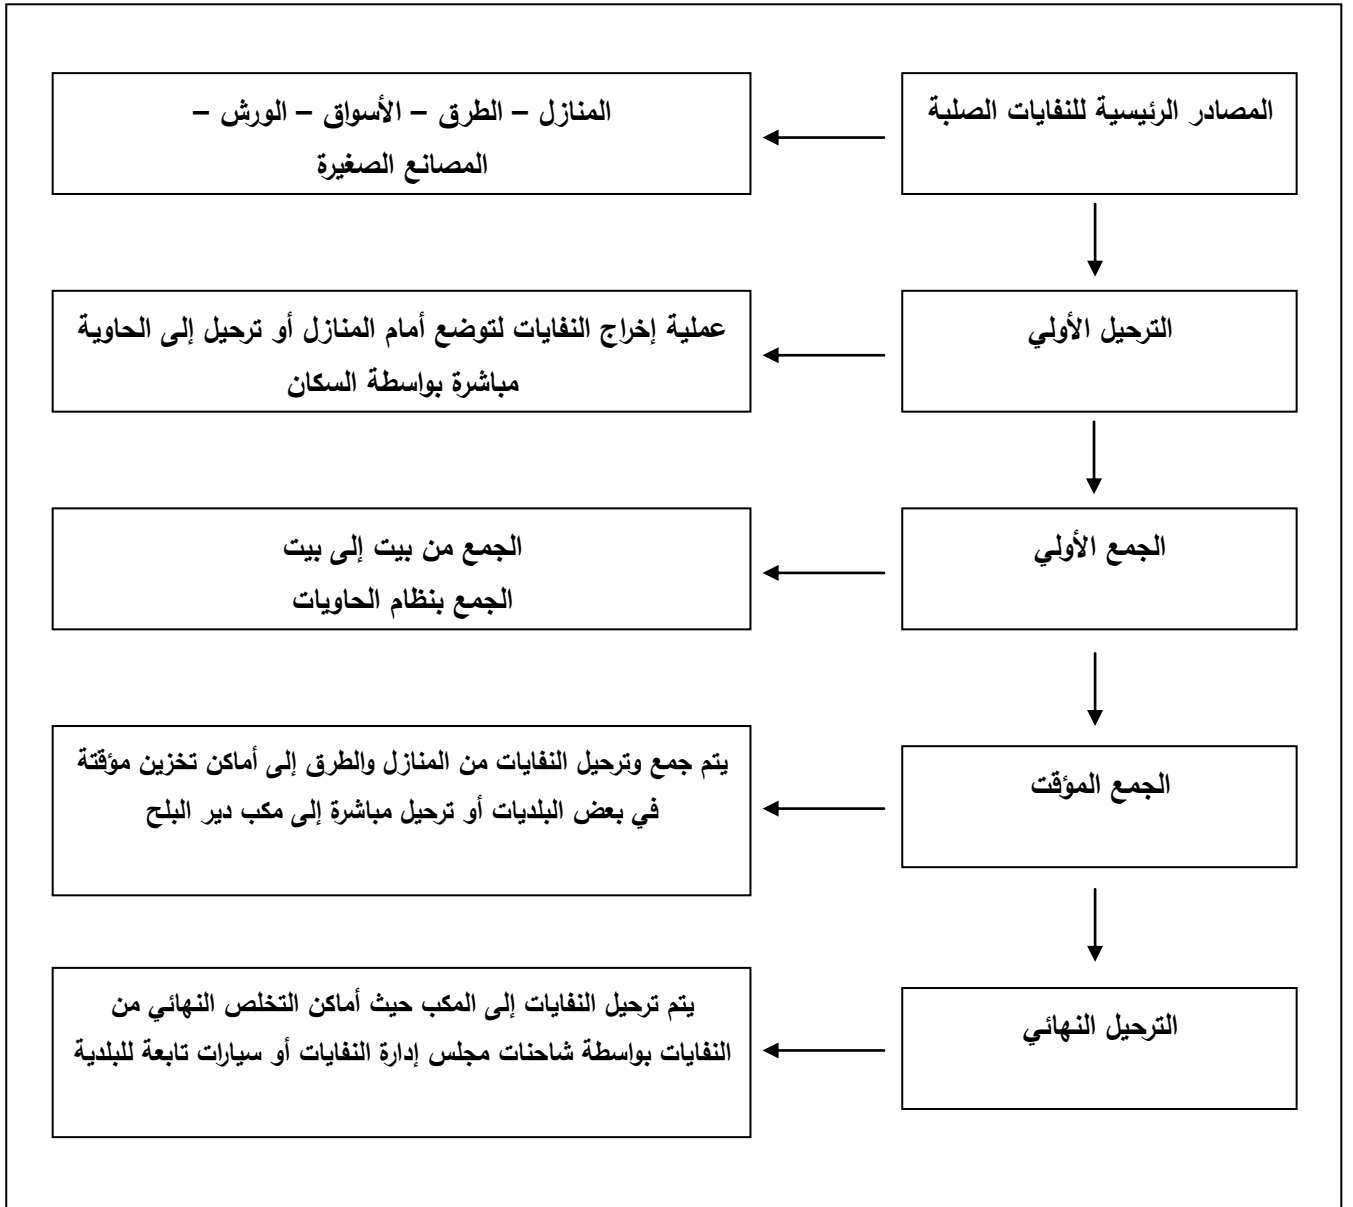 المصادر الرئيسية للنفايات الصلبة
المنازل – الطرق – الأسواق – الورش –
المصانع الصغيرة
الترحيل الأولي
عملية إخراج النفايات لتوضع أمام المنازل أو ترحيل إلى الحاوية
مباشرة بواسطة السكان
الجمع الأولي
الجمع من بيت إلى بيت
الجمع بنظام الحاويات
الجمع المؤقت
يتم جمع وترحيل النفايات من المنازل والطرق إلى أماكن تخزين مؤقتة
في بعض البلديات أو ترحيل مباشرة إلى مكب دير البلح
الترحيل النهائي
يتم ترحيل النفايات إلى المكب حيث أماكن التخلص النهائي من
النفايات بواسطة شاحنات مجلس إدارة النفايات أو سيارات تابعة للبلدية